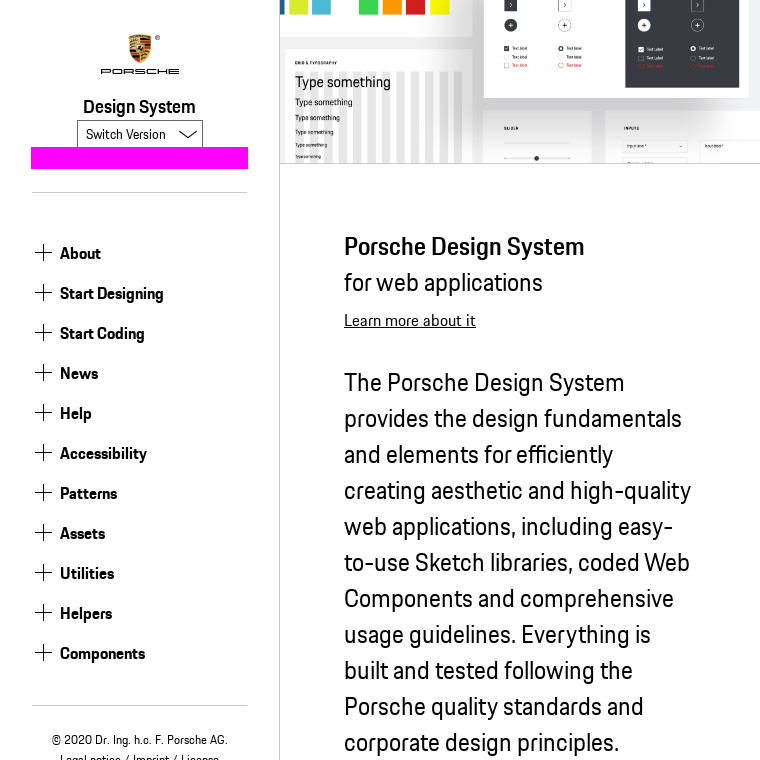 PORSCHE
Design System
Switch Version
About
Start Designing
Start Coding
News
Help
Accessibility
Patterns
Assets
Utilities
Helpers
Components
© 2020 Dr. Ing. h.c. F. Porsche AG.
Legal notice / Imprint / License
GRID & TYPOGRAPHY
Type something
Type something
Type something
Type something
Type something
Type something
Text label
Text label
Text label
Text label
Text label
Text label
Text label
Text label
Text label
Text label
Text label
Text label
SLIDER
INPUTS
Input label *
Input label *
Porsche Design System
for web applications
Learn more about it
The Porsche Design System
provides the design fundamentals
and elements for efficiently
creating aesthetic and high-quality
web applications, including easy-
to-use Sketch libraries, coded Web
Components and comprehensive
usage guidelines. Everything is
built and tested following the
Porsche quality standards and
corporate design principles.